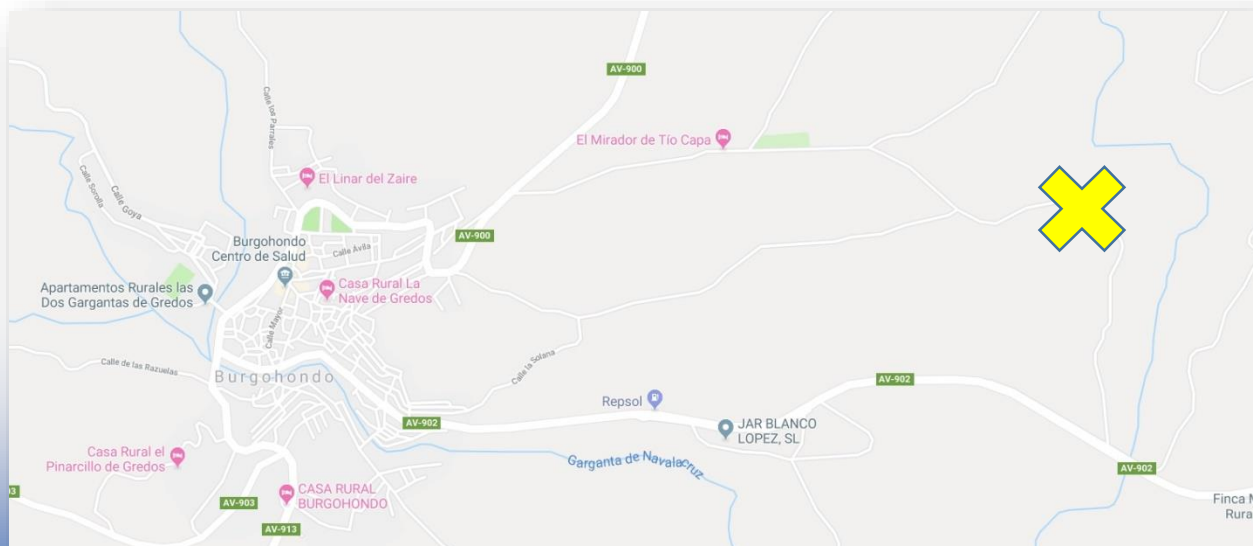 AV-900
Calle los Parrales
El Mirador de Tío Capa
El Linar del Zaire
Calle Sorolla
Calle Goya
AV-900
Burgohondo
Centro de Salud
Calle Ávila
Apartamentos Rurales las
Dos Gargantas de Gredos
Casa Rural La
Nave de Gredos
Calle Mayor
Calle de las Razuelas
Burgohondo
Calle la Solana
AV-902
Repsol
AV-902
JAR BLANCO
LOPEZ, SL
Casa Rural el
Pinarcillo de Gredos
Garganta de Navalacruz
AV-902
CASA RURAL
BURGOHONDO
03
AV-903
AV-913
Finca M
Rura